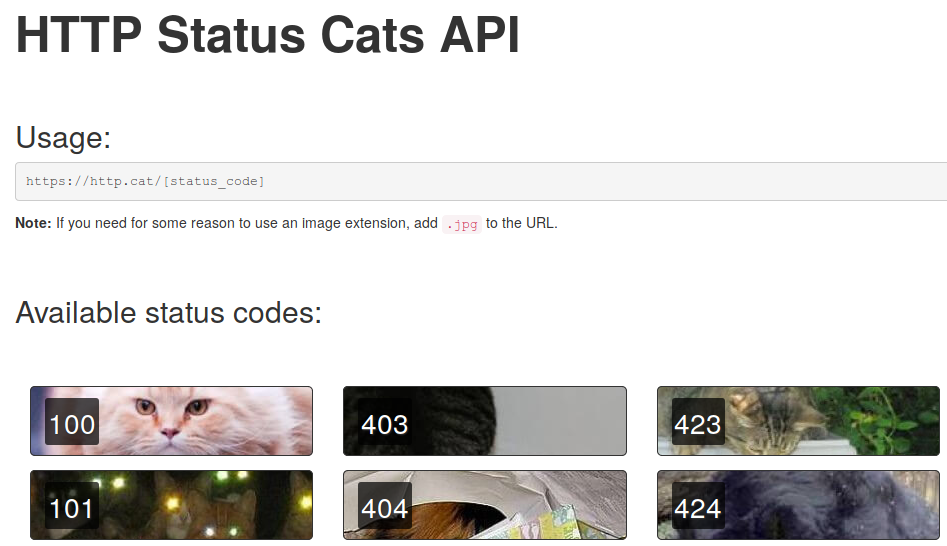 HTTP Status Cats API
Usage:
https://http.cat/[status_code]
Note: If you need for some reason to use an image extension, add .jpg to the URL.
Available status codes:
100
403
423
101
404
424